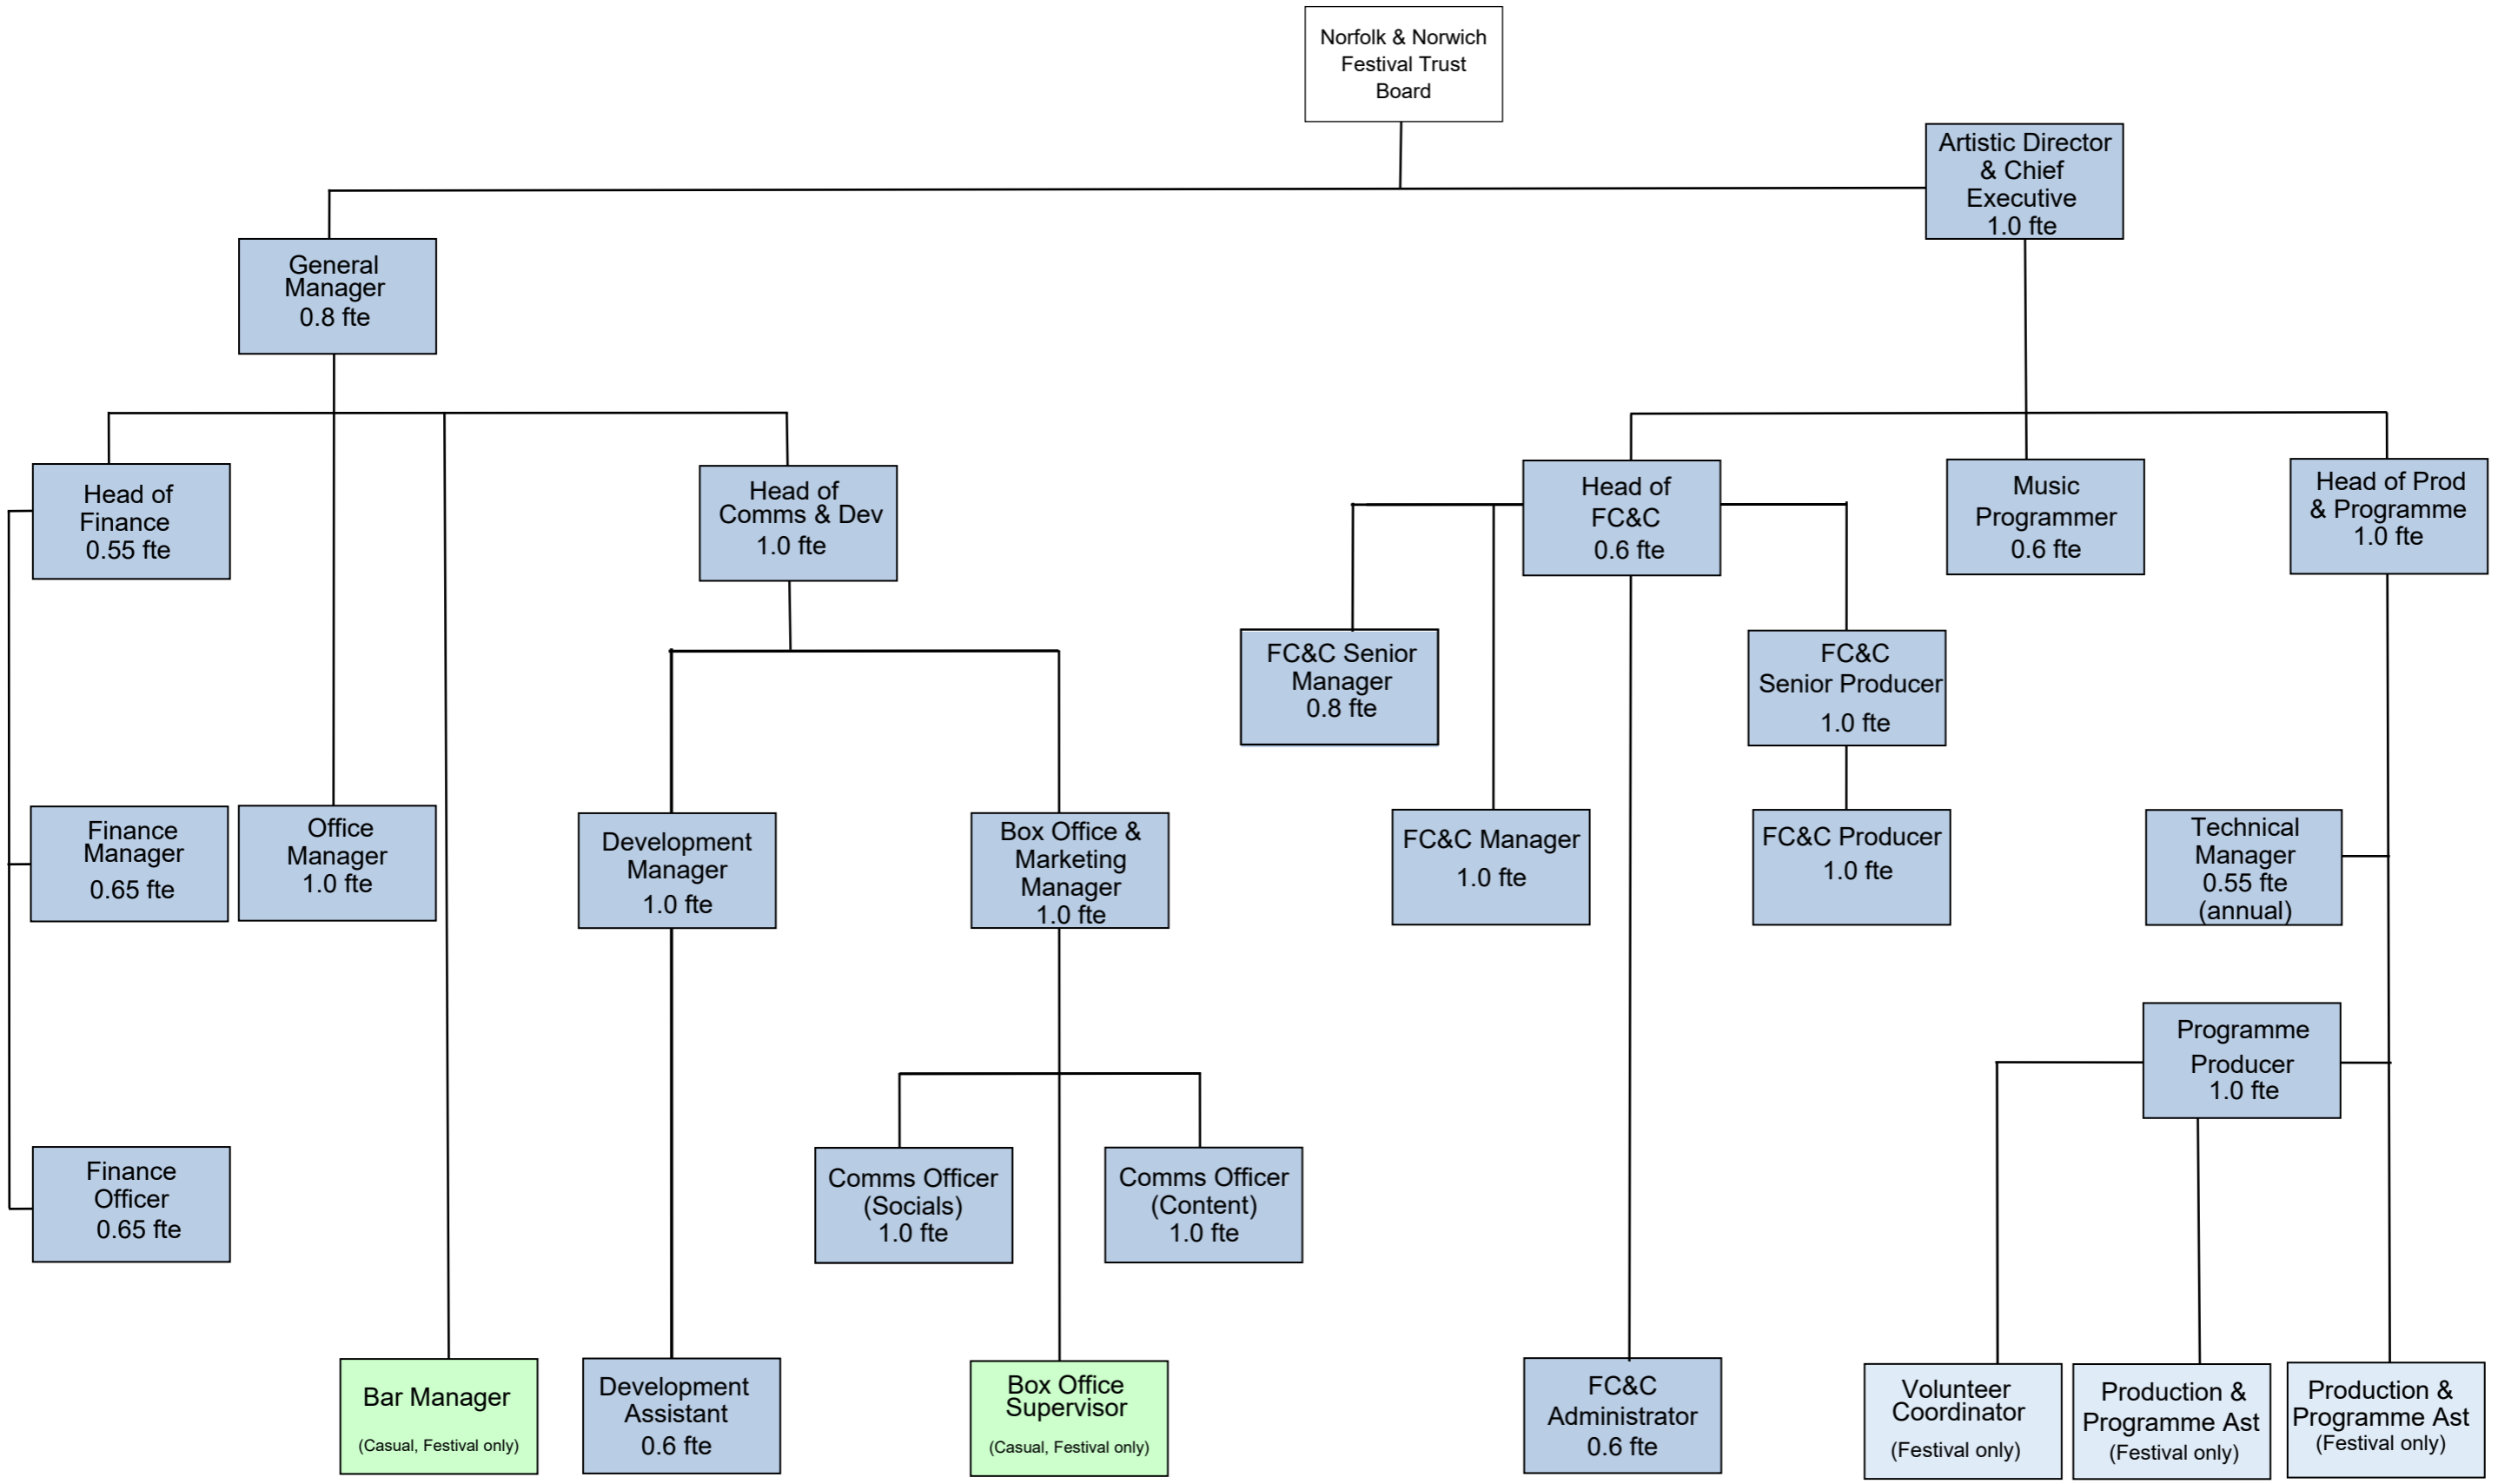 Norfolk & Norwich
Festival Trust
Board
Artistic Director
& Chief
Executive
1.0 fte
General
Manager
0.8 fte
Head of
Finance
0.55 fte
Head of
Comms & Dev
1.0 fte
Head of
FC&C
0.6 fte
Music
Programmer
0.6 fte
Head of Prod
& Programme
1.0 fte
FC&C Senior
Manager
0.8 fte
FC&C
Senior Producer
1.0 fte
Finance
Manager
0.65 fte
Office
Manager
1.0 fte
Development
Manager
1.0 fte
Box Office &
Marketing
Manager
1.0 fte
FC&C Manager
1.0 fte
FC&C Producer
1.0 fte
Technical
Manager
0.55 fte
(annual)
Programme
Producer
1.0 fte
Finance
Officer
0.65 fte
Comms Officer
(Socials)
1.0 fte
Comms Officer
(Content)
1.0 fte
Bar Manager
(Casual, Festival only)
Development
Assistant
0.6 fte
Box Office
Supervisor
(Casual, Festival only)
FC&C
Administrator
0.6 fte
Volunteer
Coordinator
(Festival only)
Production &
Programme Ast
(Festival only)
Production &
Programme Ast
(Festival only)